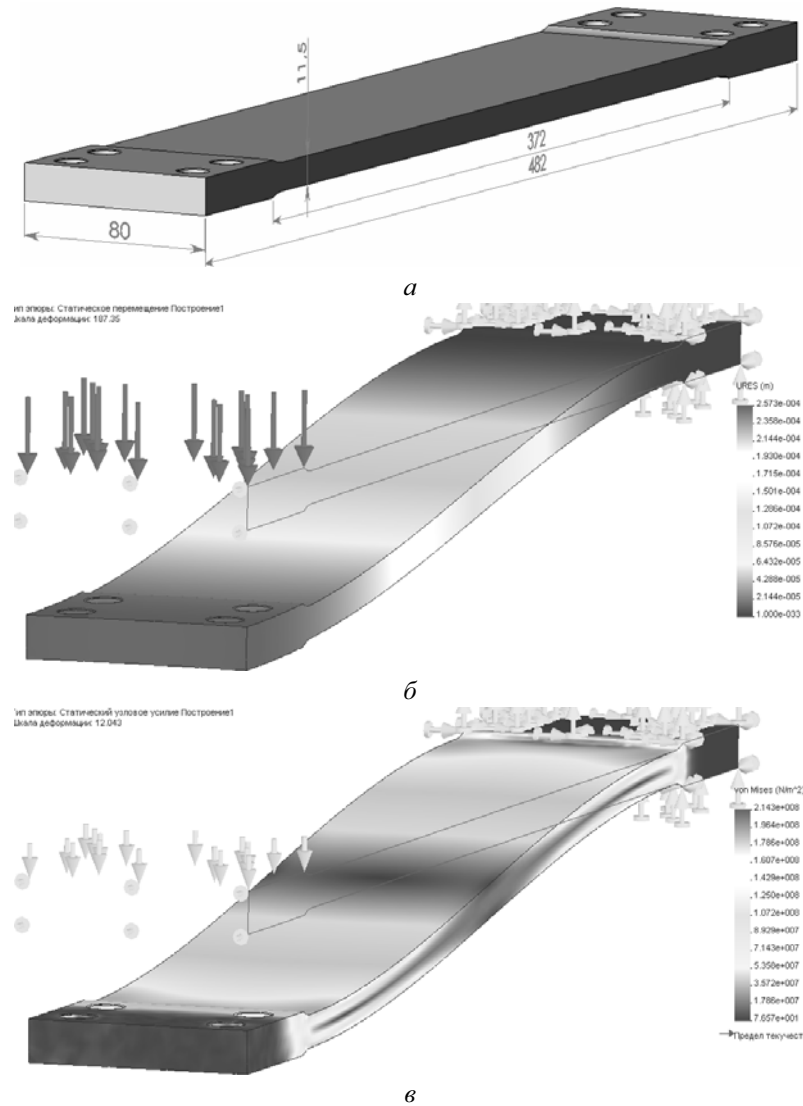 11,5
372
482
80
а
ип эпюры: Статическое перемещение Построение1
кала деформации: 187.35
URES (m)
2.573e-004
2.358e-004
2.144e-004
1.930e-004
1.715e-004
1.501e-004
1.286e-004
1.072e-004
8.576e-005
6.432e-005
4.288e-005
2.144e-005
1.000e-033
б
ип эпюры: Статический узловое усилие Построение1
кала деформации: 12.043
von Mises (N/m^2)
2.143e+008
1.964e+008
1.786e+008
1.607e+008
1.429e+008
1.250e+008
1.072e+008
8.929e+007
7.143e+007
5.358e+007
3.572e+007
1.786e+007
7.657e+001
Предел текучест
в